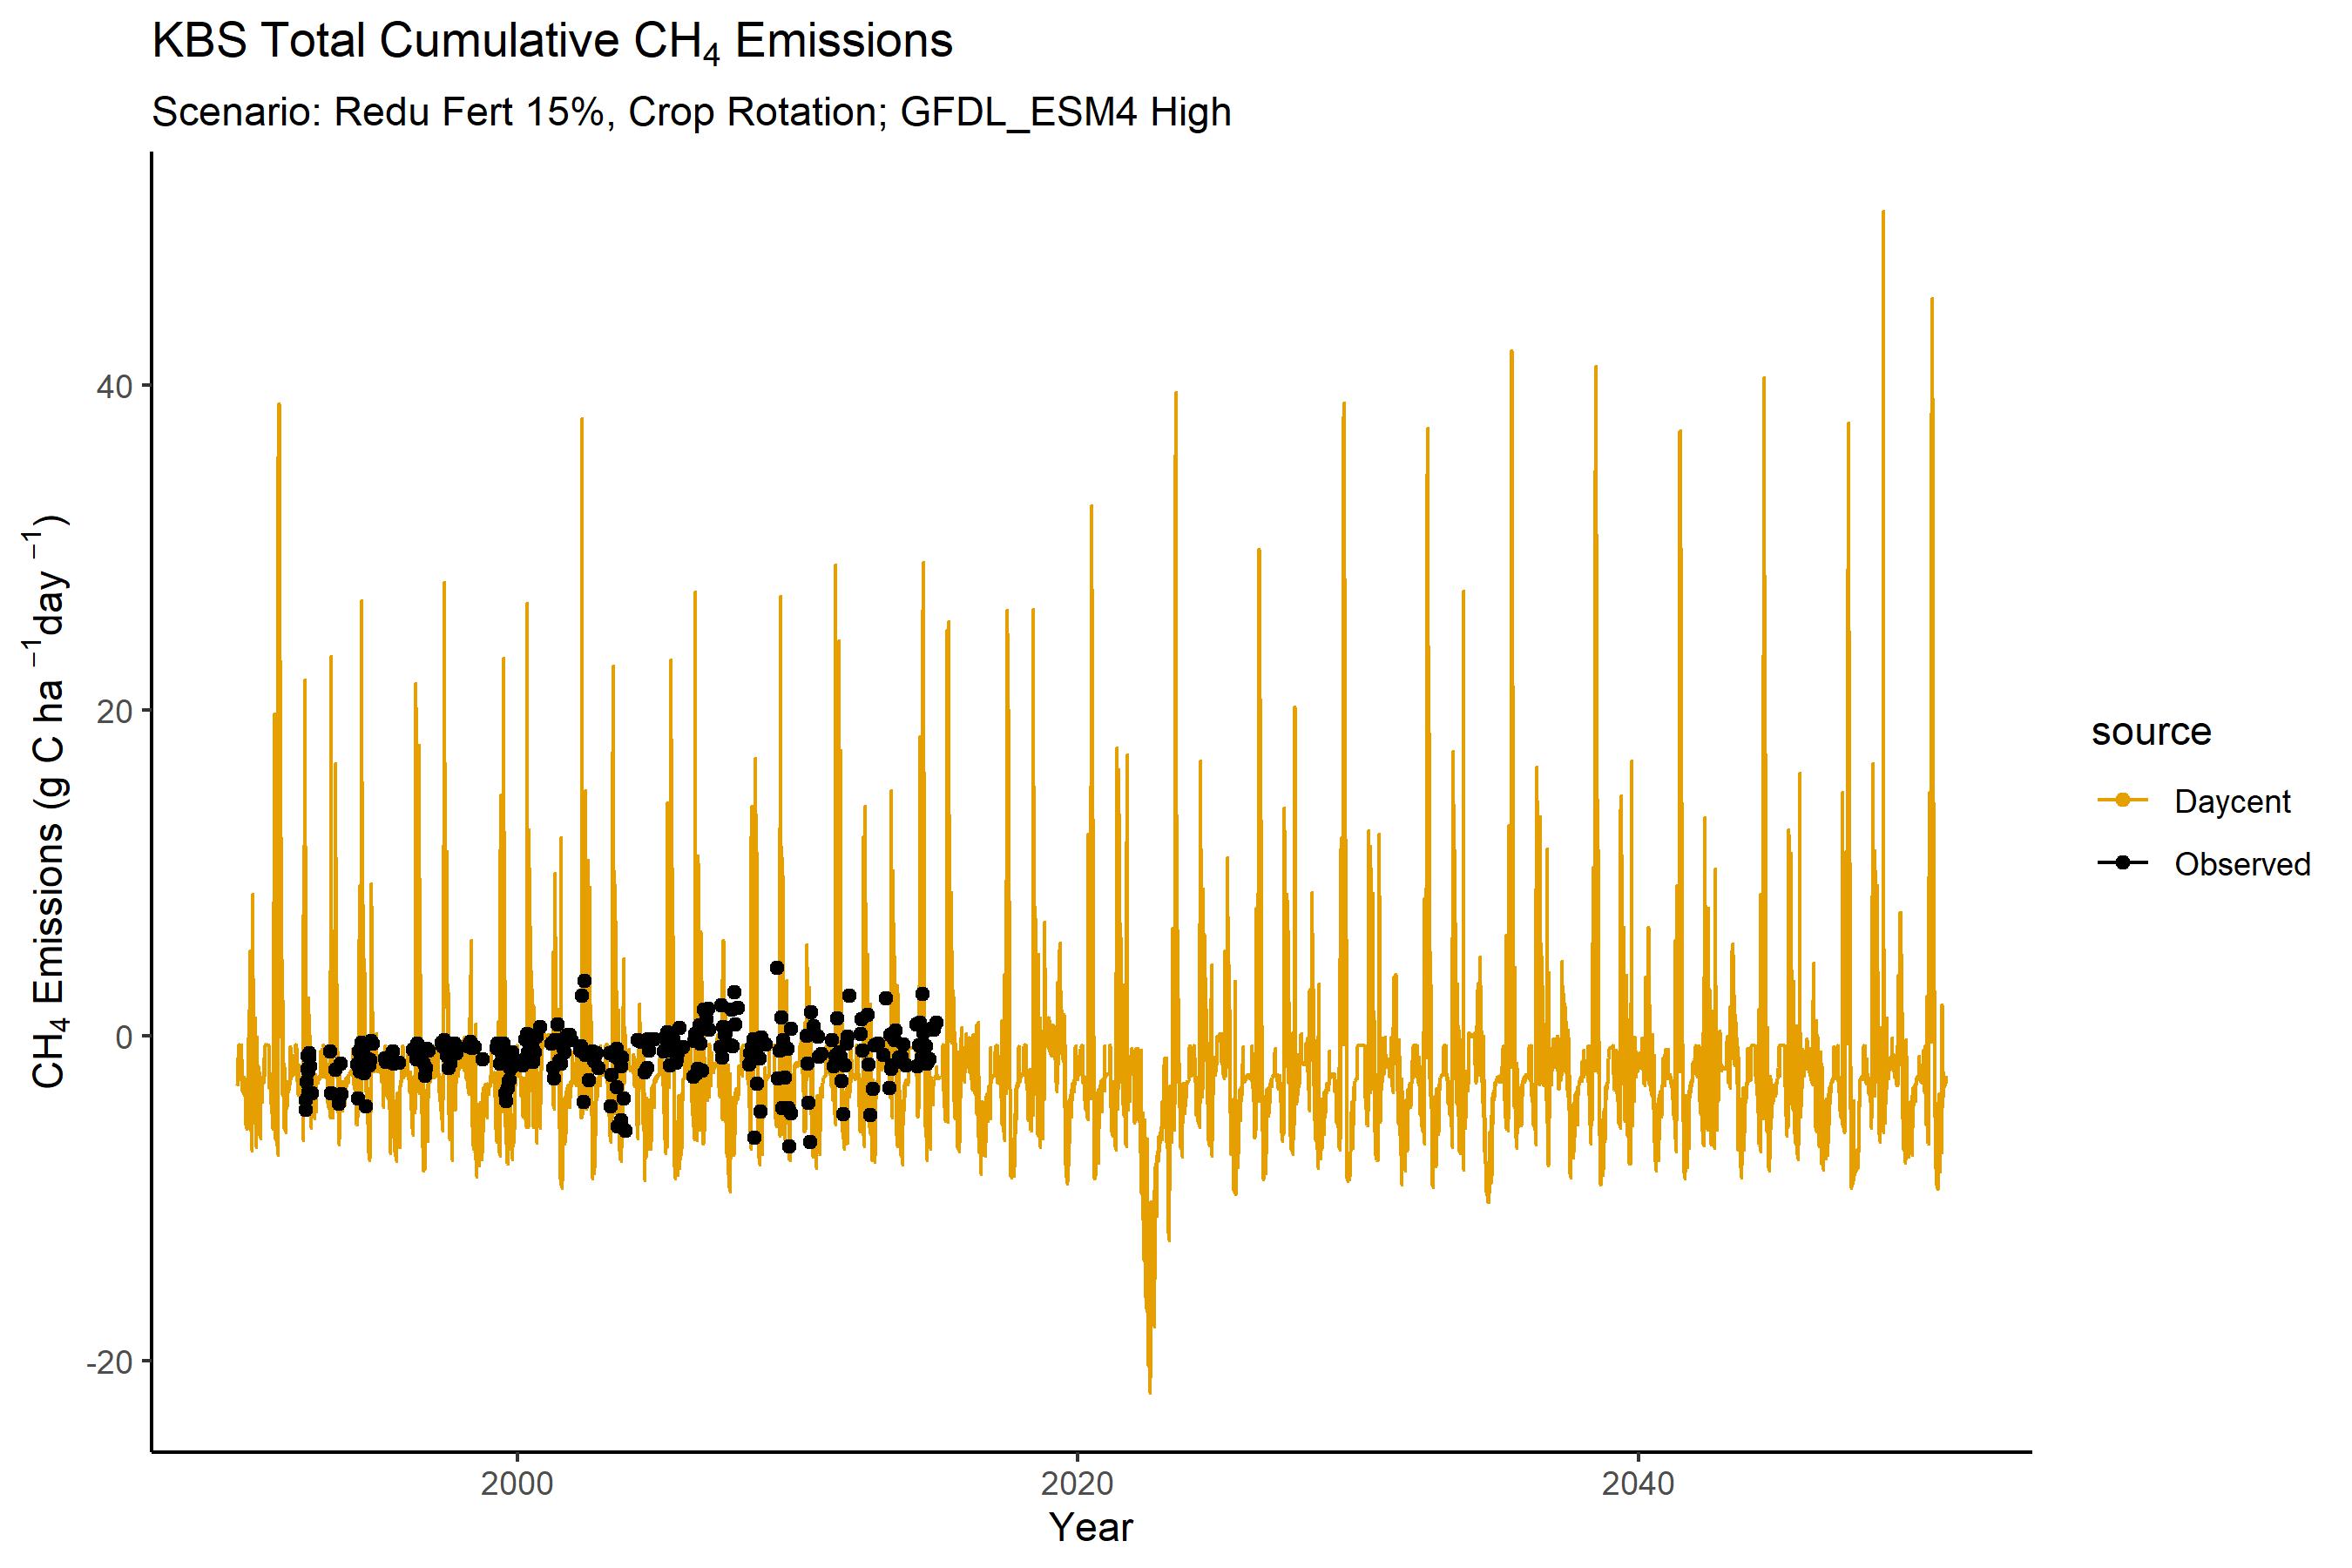 KBS Total Cumulative CH₄ Emissions
Scenario: Redu Fert 15%, Crop Rotation; GFDL_ESM4 High
CH₄ Emissions (g C ha ⁻¹day ⁻¹)
40
20
0
-20
2000
2020
2040
Year
source
Daycent
Observed